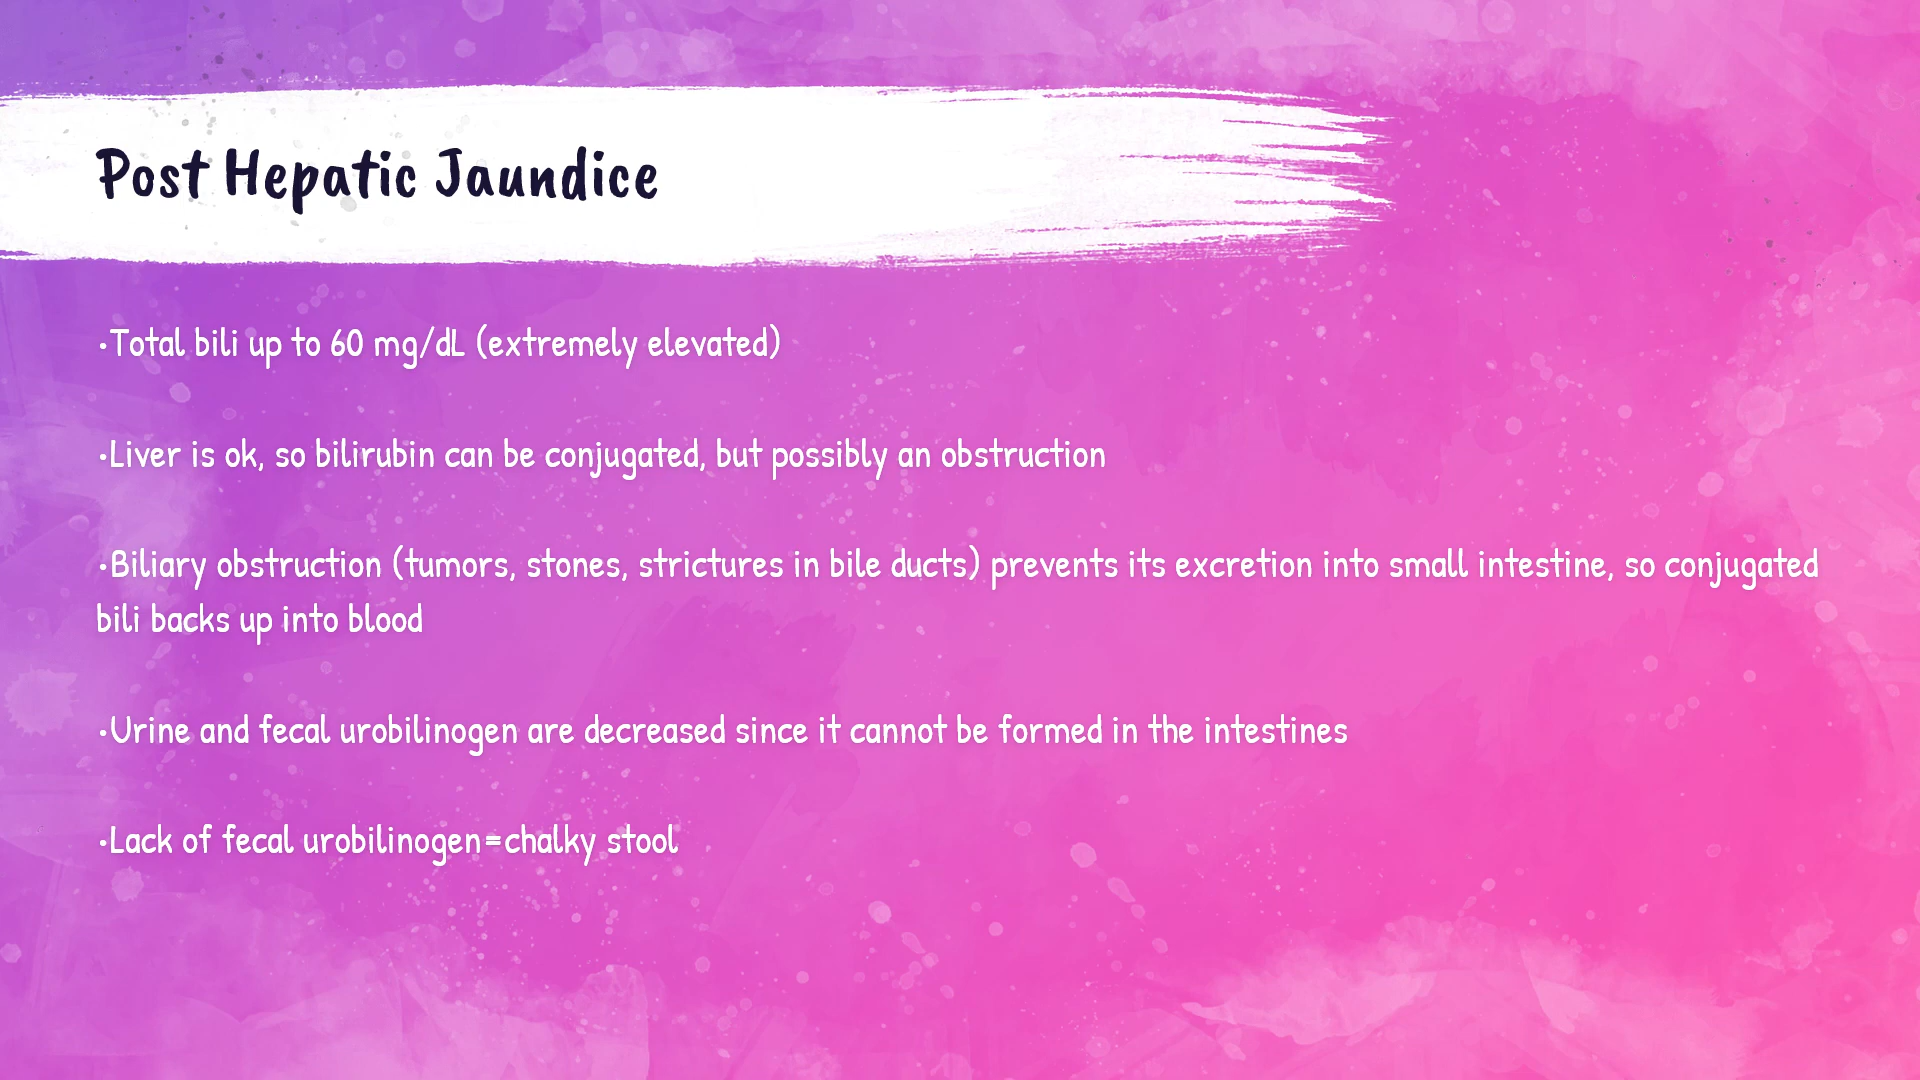 Post Hepatic Jaundice
•Total bili up to 60 mg/dL (extremely elevated)
•Liver is ok, so bilirubin can be conjugated, but possibly an obstruction
•Biliary obstruction (tumors, stones, strictures in bile ducts) prevents its excretion into small intestine, so conjugated
bili backs up into blood
•Urine and fecal urobilinogen are decreased since it cannot be formed in the intestines
•Lack of fecal urobilinogen=chalky stool